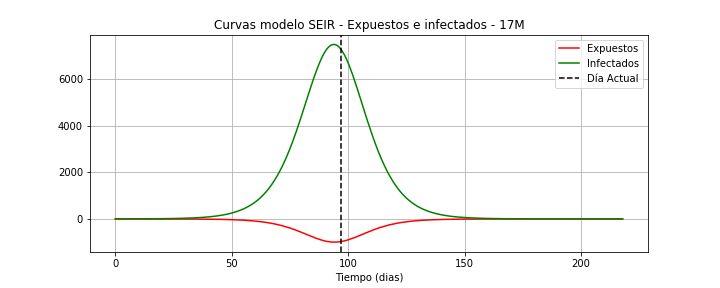 Curvas modelo SEIR - Expuestos e infectados - 17M
Expuestos
Infectados
Día Actual
6000
4000
2000
0
0 50 100 150 200
Tiempo (dias)